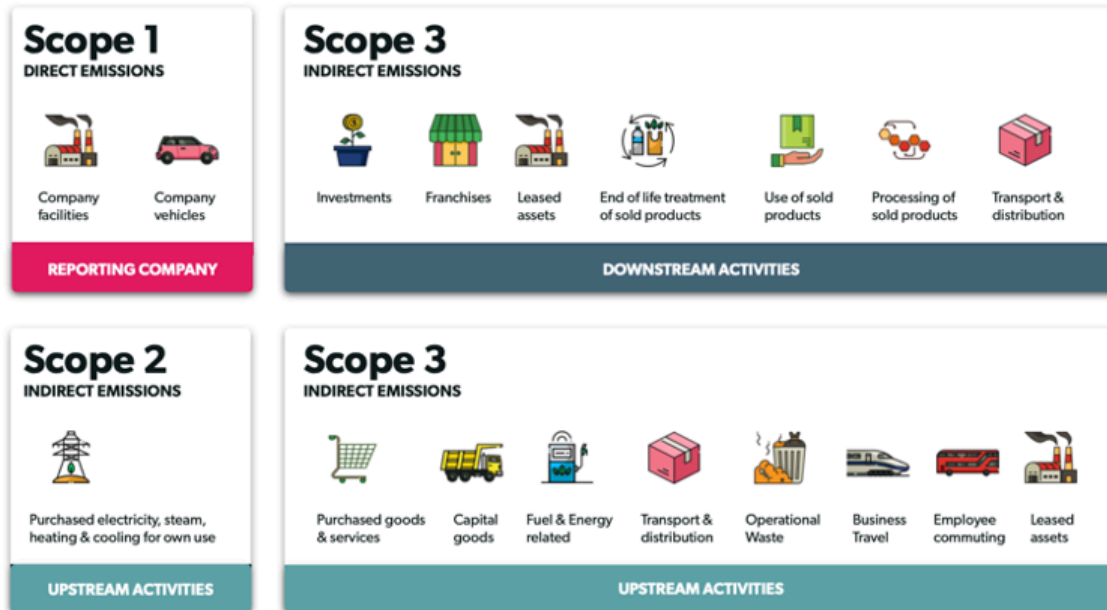 Scope 1
DIRECT EMISSIONS
Company
facilities
Company
vehicles
REPORTING COMPANY
Scope 3
INDIRECT EMISSIONS
Investments
Franchises
Leased
assets
End of life treatment
of sold products
Use of sold
products
Processing of
sold products
Transport &
distribution
DOWNSTREAM ACTIVITIES
Scope 2
INDIRECT EMISSIONS
Purchased electricity, steam,
heating & cooling for own use
UPSTREAM ACTIVITIES
Scope 3
INDIRECT EMISSIONS
Purchased goods
& services
Capital
goods
Fuel & Energy
related
Transport &
distribution
Operational
Waste
Business
Travel
Employee
commuting
Leased
assets
UPSTREAM ACTIVITIES